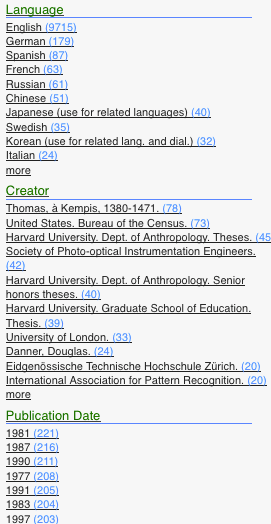 Language
English (9715)
German (179)
Spanish (87)
French (63)
Russian (61)
Chinese (51)
Japanese (use for related languages) (40)
Swedish (35)
Korean (use for related lang. and dial.) (32)
Italian (24)
more
Creator
Thomas, à Kempis, 1380-1471. (78)
United States. Bureau of the Census. (73)
Harvard University. Dept. of Anthropology. Theses. (45
Society of Photo-optical Instrumentation Engineers.
(42)
Harvard University. Dept. of Anthropology. Senior
honors theses. (40)
Harvard University. Graduate School of Education.
Thesis. (39)
University of London. (33)
Danner, Douglas. (24)
Eidgenössische Technische Hochschule Zürich. (20)
International Association for Pattern Recognition. (20)
more
Publication Date
1981 (221)
1987 (216)
1990 (211)
1977 (208)
1991 (205)
1983 (204)
1997 (203)